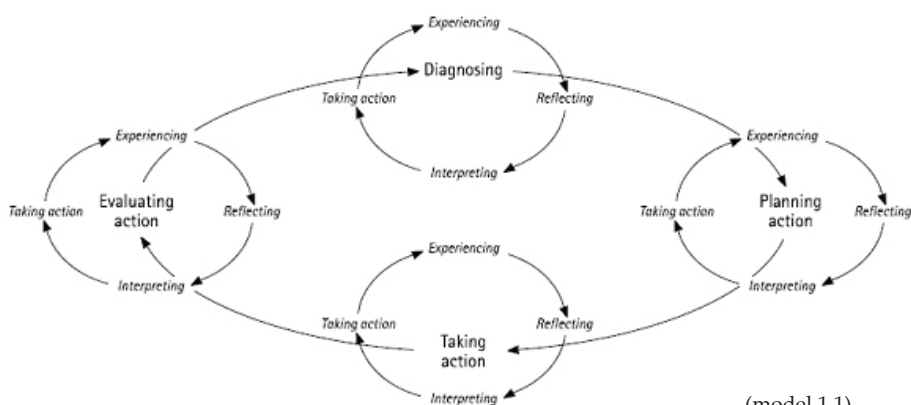 Experiencing
Diagnosing
Taking action
Reflecting
Interpreting
Experiencing
Evaluating
action
Taking action
Reflecting
Interpreting
Experiencing
Planning
action
Taking action
Reflecting
Interpreting
Experiencing
Taking action
Reflecting
Taking
action
Interpreting
(model 1.1)